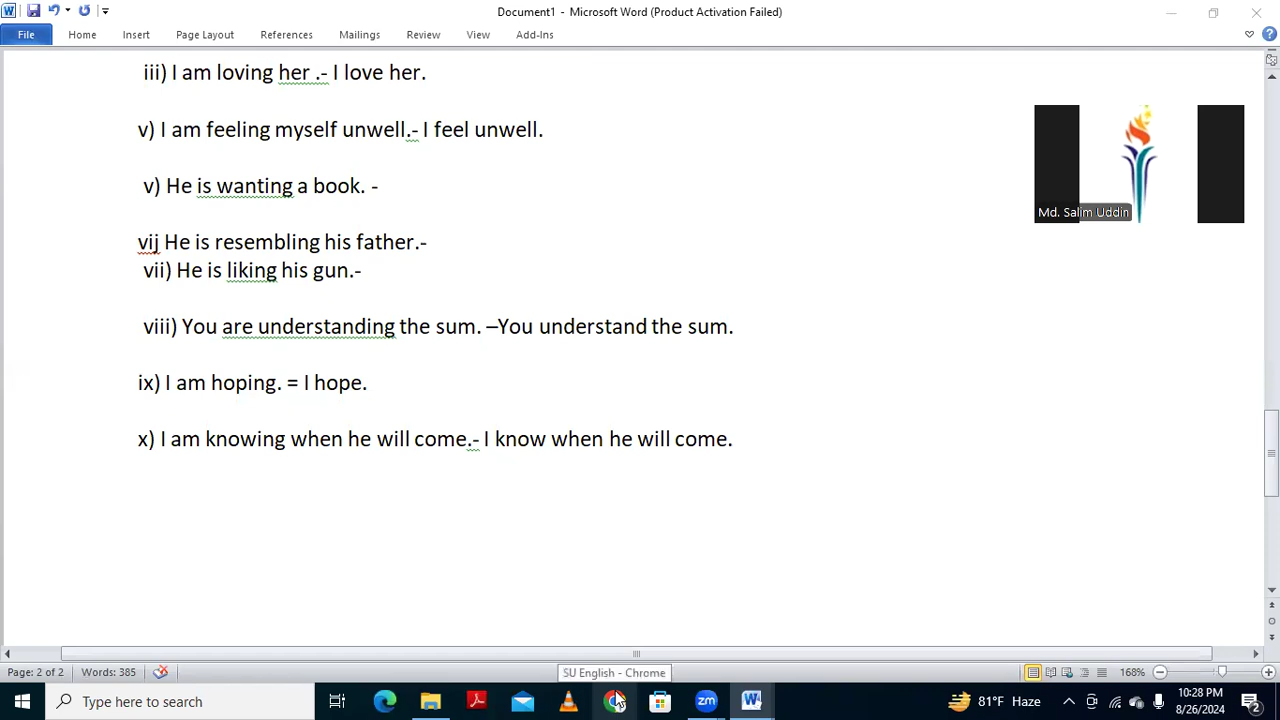 Document1 - Microsoft Word (Product Activation Failed)
File Home Insert Page Layout References Mailings Review View Add-Ins
iii) I am loving her .- I love her.
v) I am feeling myself unwell.- I feel unwell.
v) He is wanting a book. -
vij He is resembling his father.-
vii) He is liking his gun.-
viii) You are understanding the sum. –You understand the sum.
ix) I am hoping. = I hope.
x) I am knowing when he will come.- I know when he will come.
Md. Salim Uddin
Page: 2 of 2 Words: 385 SU English - Chrome 168%
Type here to search zm W 81°F Haze 10:28 PM
8/26/2024 2